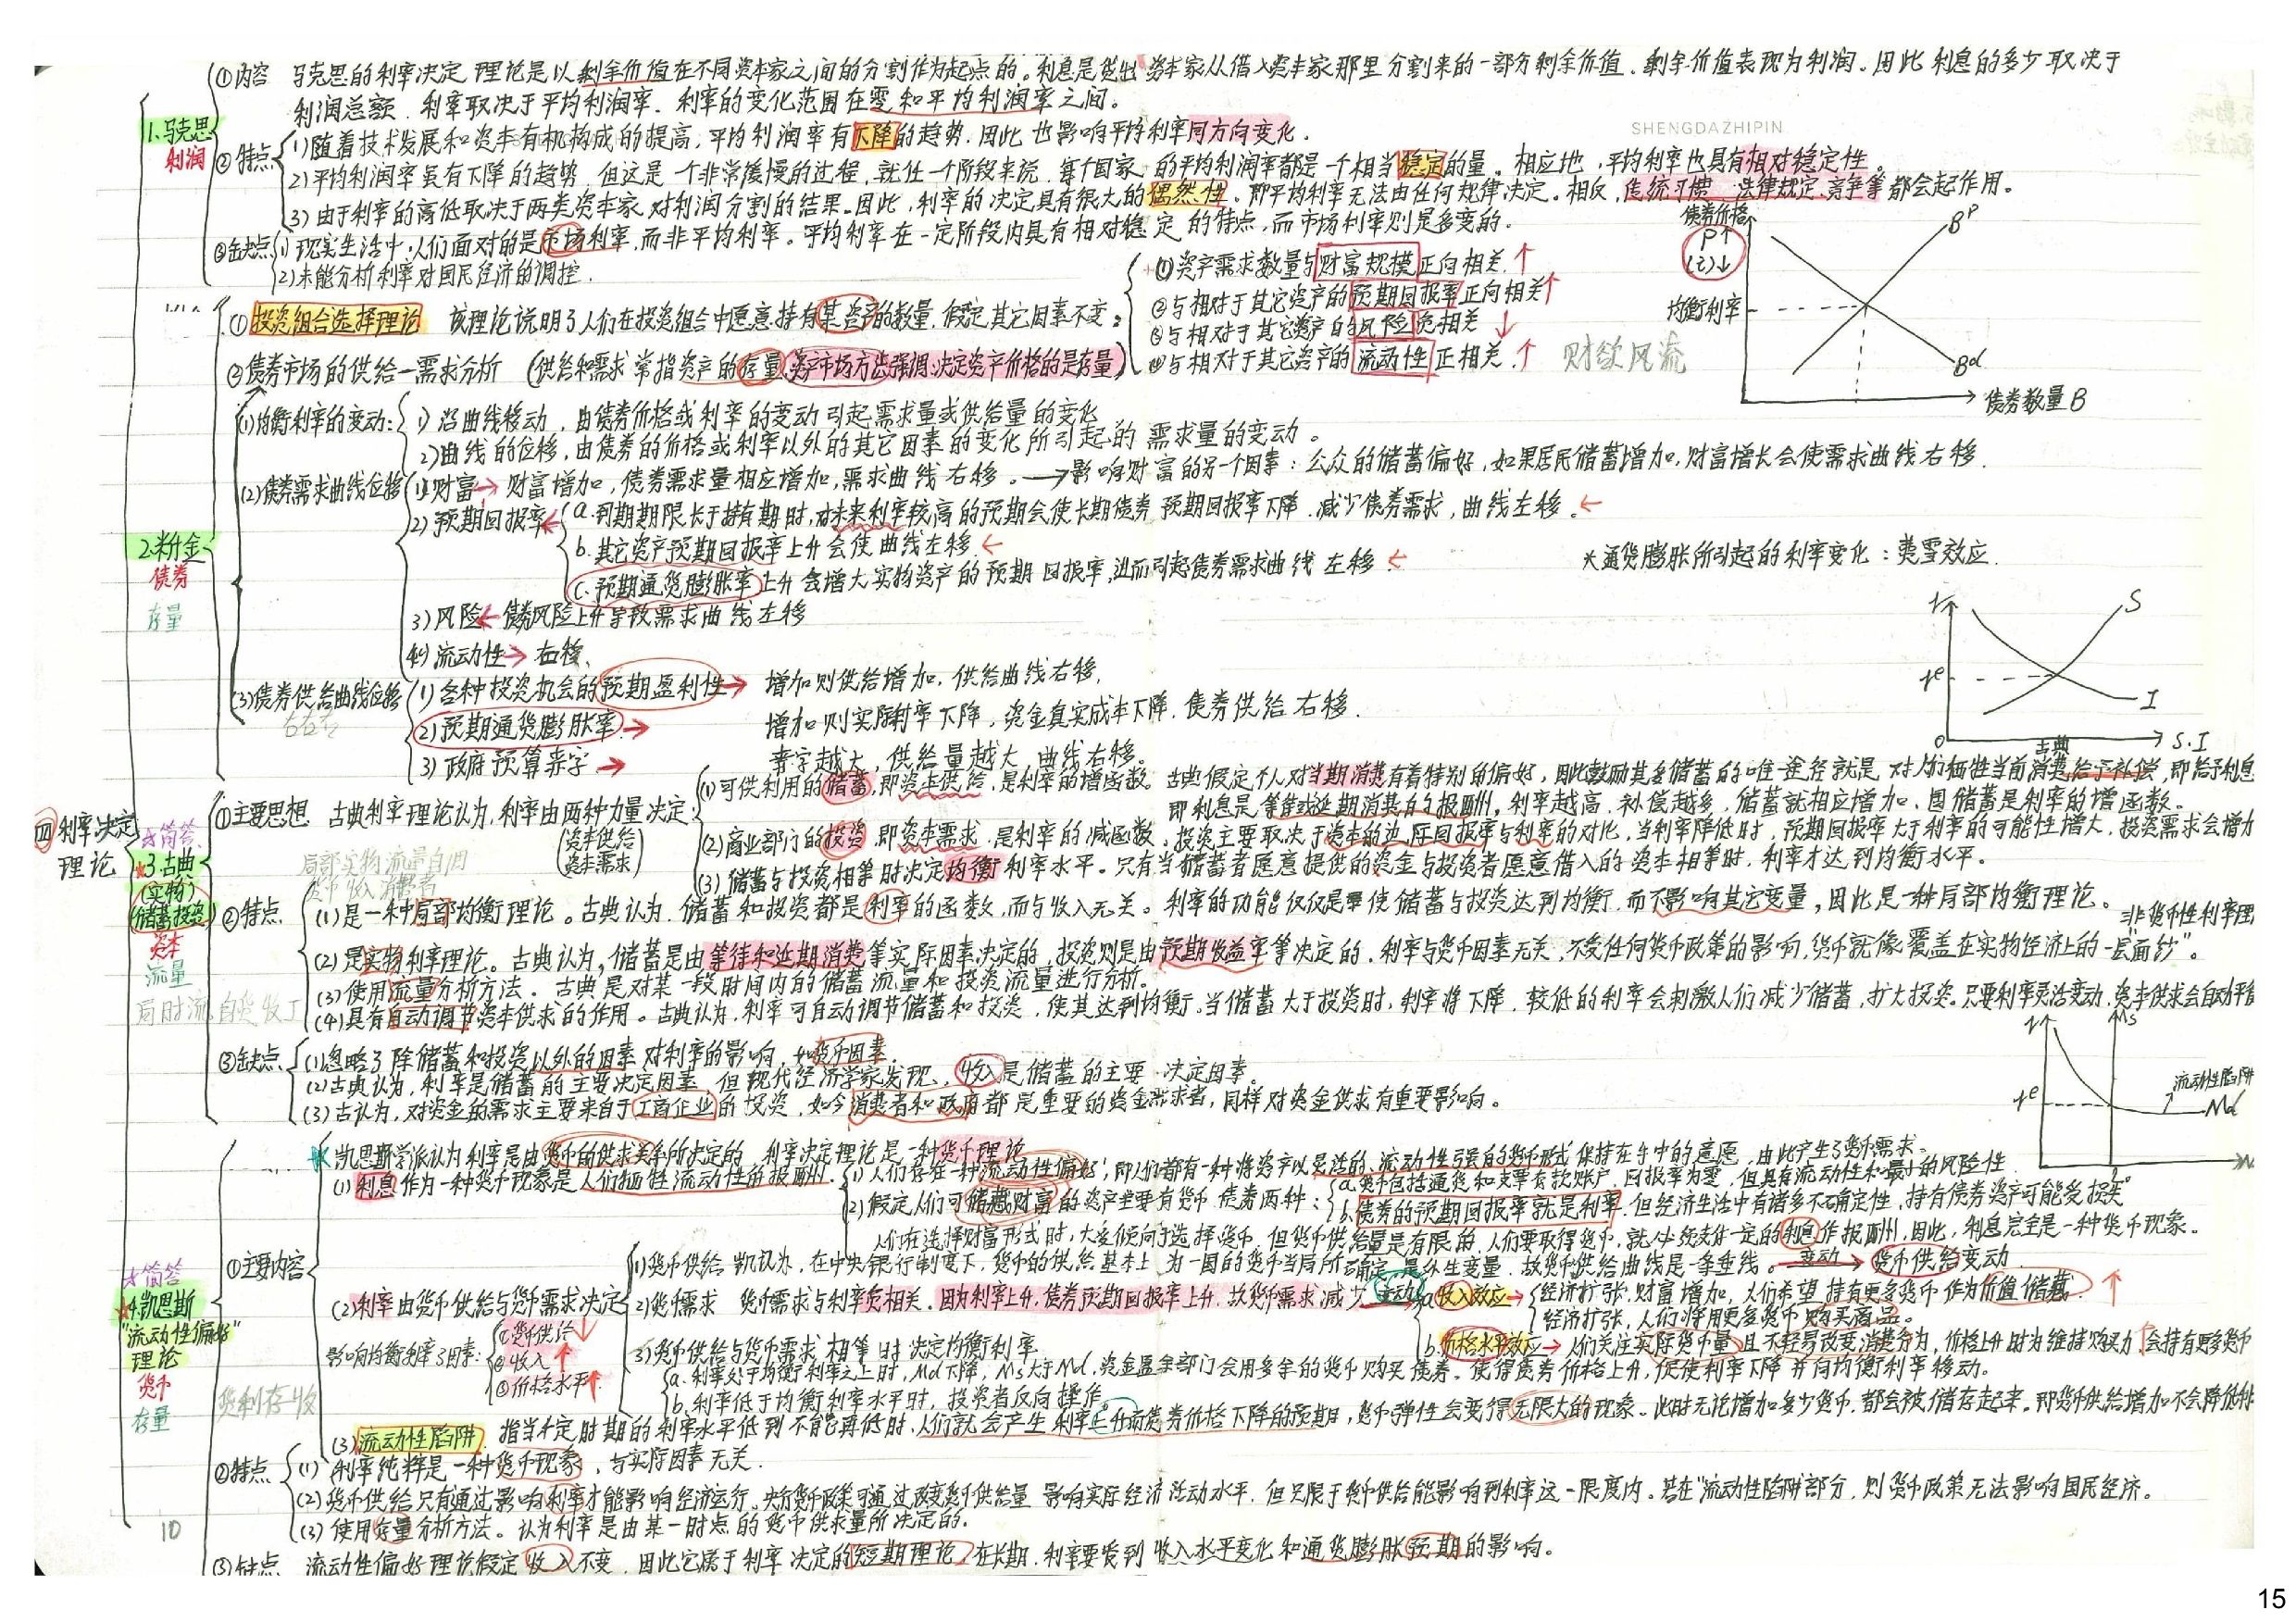 四 利率决定理论
1.马克思
利润
①内容 马克思的利率决定理论是以剩余价值在不同资本家之间的分割作为起点的。利息是贷出资本家从借入资本家那里分割来的一部分剩余价值.剩余价值表现为利润。因此利息的多少取决于
利润总额.利率取决于平均利润率.利率的变化范围在零和平均利润率之间。
②特点
1)随着技术发展和资本有机构成的提高,平均利润率有下降的趋势.因此也影响平均利率同方向变化.
2)平均利润率虽有下降的趋势 但这是一个非常缓慢的过程.就任一个阶段来说.每个国家的平均利润率都是一个相当稳定的量。相应地,平均利率也具有相对稳定性。
3)由于利率的高低取决于两类资本家对利润分割的结果.因此,利率的决定具有很大的偶然性。即平均利率无法由任何规律决定。相反,传统习惯 法律规定.竞争等都会起作用。
③缺点
1)现实生活中人们面对的是市场利率,而非平均利率。平均利率在一定阶段内具有相对稳定的特点,而市场利率则是多变的.
2)未能分析利率对国民经济的调控.
SHENGDAZHIPIN
2.粉金
债券
存量
①投资组合选择理论 该理论说明了人们在投资组合中愿意持有某资产的数量.假定其它因素不变:
①资产需求数量与财富规模正向相关.↑
②与相对于其它资产的预期回报率正向相关↑
③与相对于其它资产的风险负相关↓
④与相对于其它资产的流动性正相关.↑
财欲风流
②债券市场的供给-需求分析 (供给和需求常指资产的存量,资产市场方法强调:决定资产价格的是存量)
债券价格
P↑
(i)↓
均衡利率
Bᵖ
Bd
债券数量B
(1)均衡利率的变动:
1)沿曲线移动,由债券价格或利率的变动引起需求量或供给量的变化
2)曲线的位移,由债券的价格或利率以外的其它因素的变化所引起的需求量的变动。
(2)债券需求曲线位移
1)财富→ 财富增加,债券需求量相应增加,需求曲线右移。→影响财富的另一个因素:公众的储蓄偏好,如果居民储蓄增加,财富增长会使需求曲线右移.
2)预期回报率←
a.到期期限长于持有期时,对未来利率较高的预期会使长期债券预期回报率下降.减少债券需求,曲线左移.←
b.其它资产预期回报率上升会使曲线左移.←
c.预期通货膨胀率上升会增大实物资产的预期回报率,进而引起债券需求曲线左移.←
大通货膨胀所引起的利率变化:费雪效应.
3)风险← 债券风险上升导致需求曲线左移
4)流动性→ 右移、
(3)债券供给曲线位移
右右右
(1)各种投资机会的预期盈利性→ 增加则供给增加.供给曲线右移.
2)预期通货膨胀率→ 增加则实际利率下降,资金真实成本下降.债券供给右移.
3)政府预算赤字→ 赤字越大,供给量越大 曲线右移。
r
S
re
I
0
S.I
古典
☆简答
★3.古典
(实物)
储蓄投资
资本
流量
①主要思想 古典利率理论认为,利率由两种力量决定
(资本供给
资本需求)
(1)可供利用的储蓄,即资本供给,是利率的增函数.古典假定个人对当期消费有着特别的偏好,因此鼓励其多储蓄的唯一途径就是对人们牺牲当前消费给予补偿,即给予利息
即利息是等待或延期消费的报酬,利率越高.补偿越多.储蓄就相应增加.因储蓄是利率的增函数。
(2)商业部门的投资.即资本需求.是利率的减函数.投资主要取决于资本的边际回报率与利率的对比,当利率降低时,预期回报率大于利率的可能性增大,投资需求会增加
(3)储蓄与投资相等时决定均衡利率水平。只有当储蓄者愿意提供的资金与投资者愿意借入的资本相等时,利率才达到均衡水平。
局部实物流量自因
货币收入消费者
②特点
(1)是一种局部均衡理论。古典认为.储蓄和投资都是利率的函数,而与收入无关。利率的功能仅仅是使储蓄与投资达到均衡.而不影响其它变量,因此是一种局部均衡理论。
非货币性利率理
(2)是实物利率理论。古典认为,储蓄是由等待和延期消费等实际因素决定的.投资则是由预期收益率等决定的.利率与货币因素无关,不受任何货币政策的影响,货币就像覆盖在实物经济上的一层"面纱"。
(3)使用流量分析方法.古典是对某一段时间内的储蓄流量和投资流量进行分析。
(4)具有自动调节资本供求的作用。古典认为.利率可自动调节储蓄和投资,使其达到均衡.当储蓄大于投资时,利率将下降.较低的利率会刺激人们减少储蓄,扩大投资。只要利率灵活变动.资本供求会自动平衡
③缺点
(1)忽略了除储蓄和投资以外的因素对利率的影响,如货币因素.
(2)古典认为,利率是储蓄的主要决定因素.但现代经济学家发现,收入是储蓄的主要决定因素。
(3)古认为,对资金的需求主要来自于工商企业的投资.如今消费者和政府都是重要的资金需求者,同样对资金供求有重要影响。
r
Ms
re
流动性陷阱
Md
☆简答
★4.凯恩斯
"流动性偏好"
理论
货币
存量
货利存收
①主要内容
凯恩斯学派认为利率是由货币的供求关系所决定的.利率决定理论是一种货币理论
(1)利息作为一种货币现象是人们牺牲流动性的报酬.
1)人们存在一种'流动性偏好',即人们都有一种将资产以灵活的、流动性强的货币形式保持在手中的意愿,由此产生了货币需求.
2)假定人们可储藏财富的资产主要有货币 债券两种:
a.货币包括通货和支票存款账户.回报率为零,但具有流动性和最小的风险性
b.债券的预期回报率就是利率.但经济生活中有诸多不确定性,持有债券资产可能受损失
人们在选择财富形式时,大多倾向于选择货币.但货币供给量是有限的.人们要取得货币,就必须支付一定的利息作报酬,因此,利息完全是一种货币现象.
(2)利率由货币供给与货币需求决定
影响均衡利率3因素:
①货币供给↓
②收入↑
③价格水平↑
1)货币供给 凯认为.在中央银行制度下,货币的供给基本上为一国的货币当局所确定.是外生变量.故货币供给曲线是一条垂线。变动→货币供给变动
2)货币需求 货币需求与利率负相关.因为利率上升,债券预期回报率上升.故货币需求减少 变动
a.收入效应→
经济扩张,财富增加,人们希望持有更多货币作为价值储藏.↑
经济扩张,人们将用更多货币购买商品.
b.价格水平效应→ 人们关注实际货币量 且不轻易改变消费行为,价格上升时为维持购买力↑会持有更多货币
3)货币供给与货币需求相等时决定均衡利率
a.利率处于均衡利率之上时,Md下降,Ms大于Md,资金盈余部门会用多余的货币购买债券.使得债券价格上升,促使利率下降并向均衡利率移动.
b.利率低于均衡利率水平时,投资者反向操作.
(3)流动性陷阱.指当一定时期的利率水平低到不能再低时.人们就会产生利率上升而债券价格下降的预期,货币弹性会变得无限大的现象.此时无论增加多少货币.都会被储存起来.即货币供给增加不会降低利
②特点
(1)利率纯粹是一种货币现象,与实际因素无关.
(2)货币供给只有通过影响利率才能影响经济运行.央行货币政策可通过改变货币供给量.影响实际经济活动水平.但只限于货币供给能影响到利率这一限度内.若在"流动性陷阱"部分,则货币政策无法影响国民经济.
(3)使用存量分析方法.认为利率是由某一时点的货币供求量所决定的.
③缺点 流动性偏好理论假定收入不变.因此它属于利率决定的短期理论.在长期.利率要受到收入水平变化和通货膨胀预期的影响.
10
15